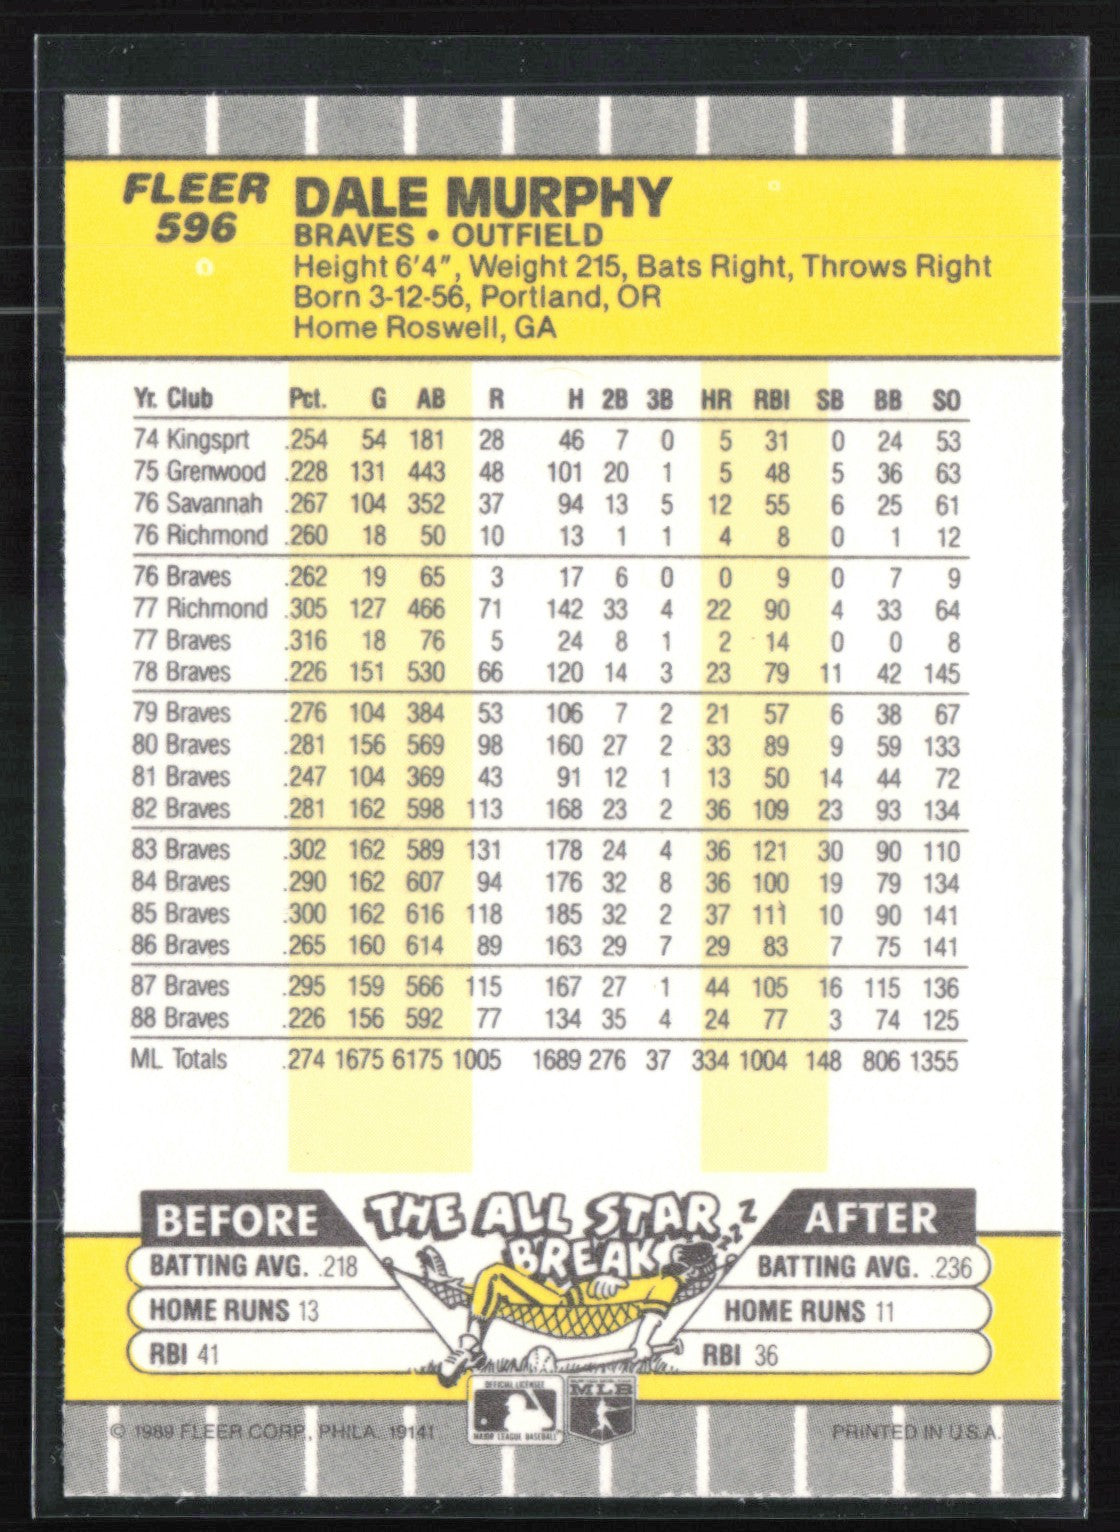 FLEER
596
DALE MURPHY
BRAVES • OUTFIELD
Height 6'4", Weight 215, Bats Right, Throws Right
Born 3-12-56, Portland, OR
Home Roswell, GA
Yr. Club Pct. G AB R H 2B 3B HR RBI SB BB SO
74 Kingsprt .254 54 181 28 46 7 0 5 31 0 24 53
75 Grenwood .228 131 443 48 101 20 1 5 48 5 36 63
76 Savannah .267 104 352 37 94 13 5 12 55 6 25 61
76 Richmond .260 18 50 10 13 1 1 4 8 0 1 12
76 Braves .262 19 65 3 17 6 0 0 9 0 7 9
77 Richmond .305 127 466 71 142 33 4 22 90 4 33 64
77 Braves .316 18 76 5 24 8 1 2 14 0 0 8
78 Braves .226 151 530 66 120 14 3 23 79 11 42 145
79 Braves .276 104 384 53 106 7 2 21 57 6 38 67
80 Braves .281 156 569 98 160 27 2 33 89 9 59 133
81 Braves .247 104 369 43 91 12 1 13 50 14 44 72
82 Braves .281 162 598 113 168 23 2 36 109 23 93 134
83 Braves .302 162 589 131 178 24 4 36 121 30 90 110
84 Braves .290 162 607 94 176 32 8 36 100 19 79 134
85 Braves .300 162 616 118 185 32 2 37 111 10 90 141
86 Braves .265 160 614 89 163 29 7 29 83 7 75 141
87 Braves .295 159 566 115 167 27 1 44 105 16 115 136
88 Braves .226 156 592 77 134 35 4 24 77 3 74 125
ML Totals .274 1675 6175 1005 1689 276 37 334 1004 148 806 1355
BEFORE THE ALL STAR BREAK ZZZ AFTER
BATTING AVG. .218 BATTING AVG. .236
HOME RUNS 13 HOME RUNS 11
RBI 41 RBI 36
OFFICIAL LICENSEE
MAJOR LEAGUE BASEBALL
MLB
© 1989 FLEER CORP., PHILA. 19141 PRINTED IN U.S.A.